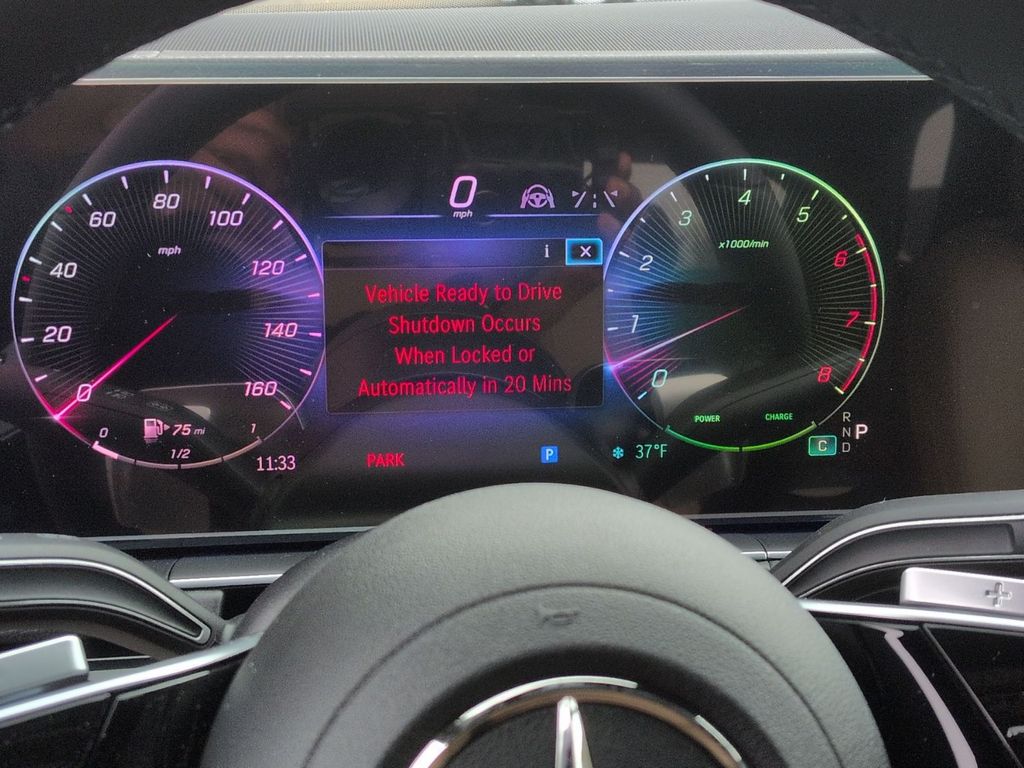 0
mph
i X
Vehicle Ready to Drive
Shutdown Occurs
When Locked or
Automatically in 20 Mins
0 20 40 60 80 100 120 140 160
mph
0 1/2 1
75 mi
11:33
PARK
P
37°F
0 1 2 3 4 5 6 7 8
x1000/min
POWER
CHARGE
C
R
N P
D
+